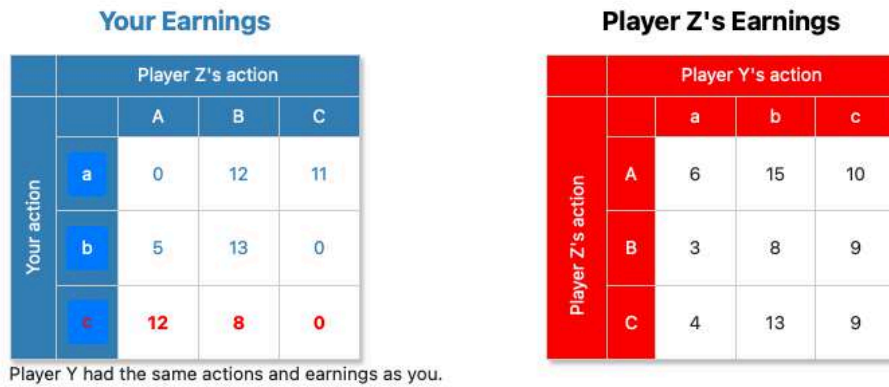 Your Earnings
Player Z's action
A B C
Your action
a 0 12 11
b 5 13 0
c 12 8 0
Player Y had the same actions and earnings as you.
Player Z's Earnings
Player Y's action
a b c
Player Z's action
A 6 15 10
B 3 8 9
C 4 13 9